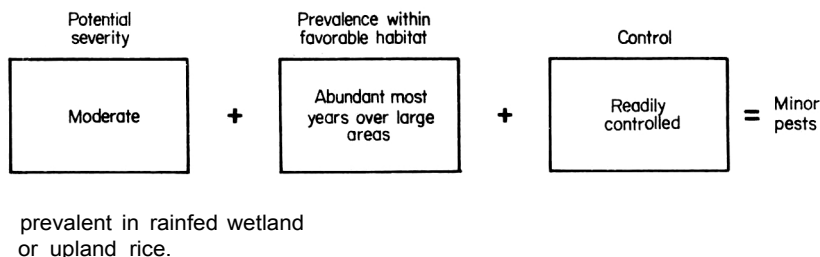 Potential
severity
Prevalence within
favorable habitat
Control
Moderate
+
Abundant most
years over large
areas
+
Readily
controlled
=
Minor
pests
prevalent in rainfed wetland
or upland rice.